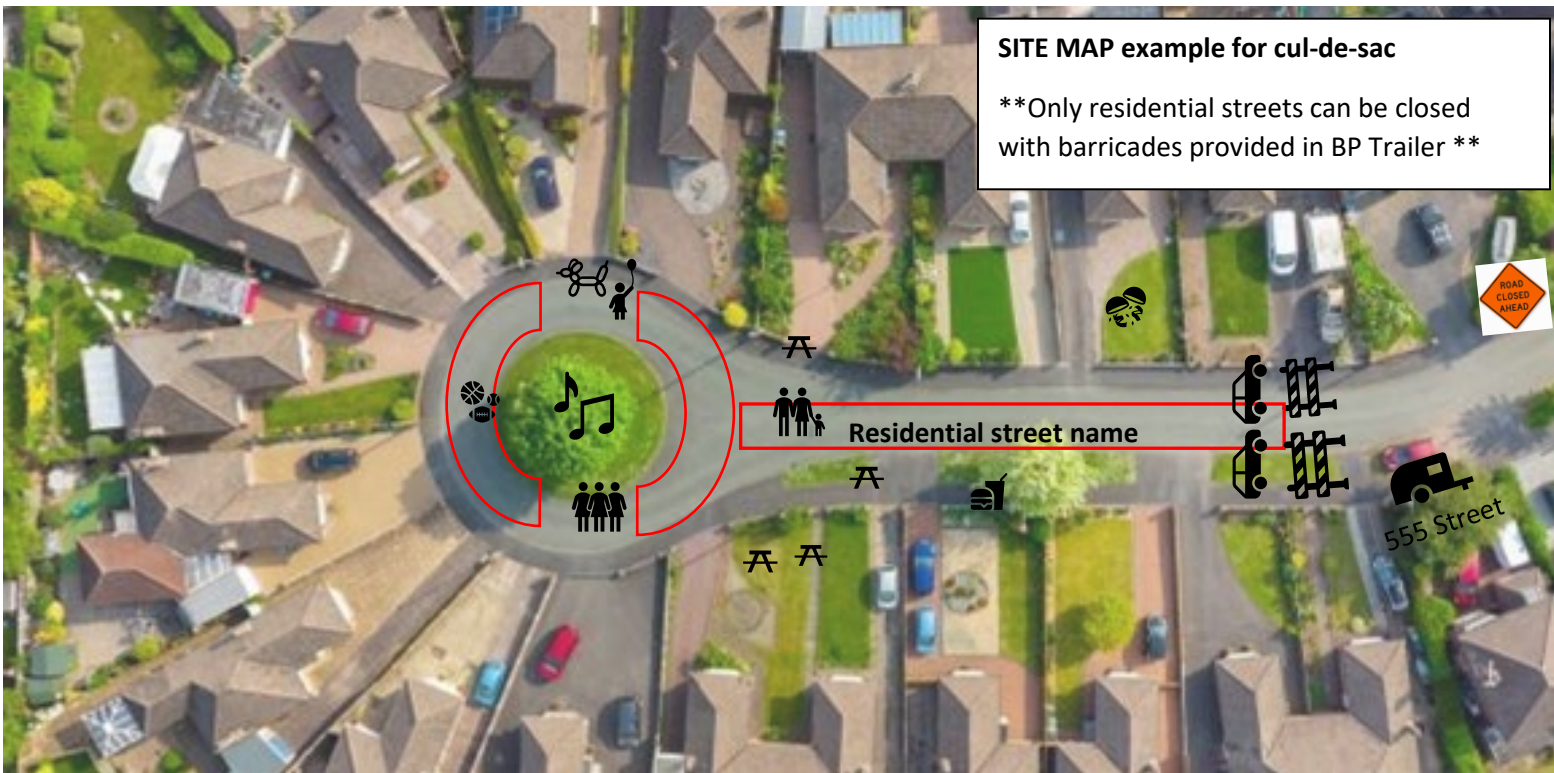 SITE MAP example for cul-de-sac
**Only residential streets can be closed
with barricades provided in BP Trailer **
ROAD
CLOSED
AHEAD
Residential street name
555 Street